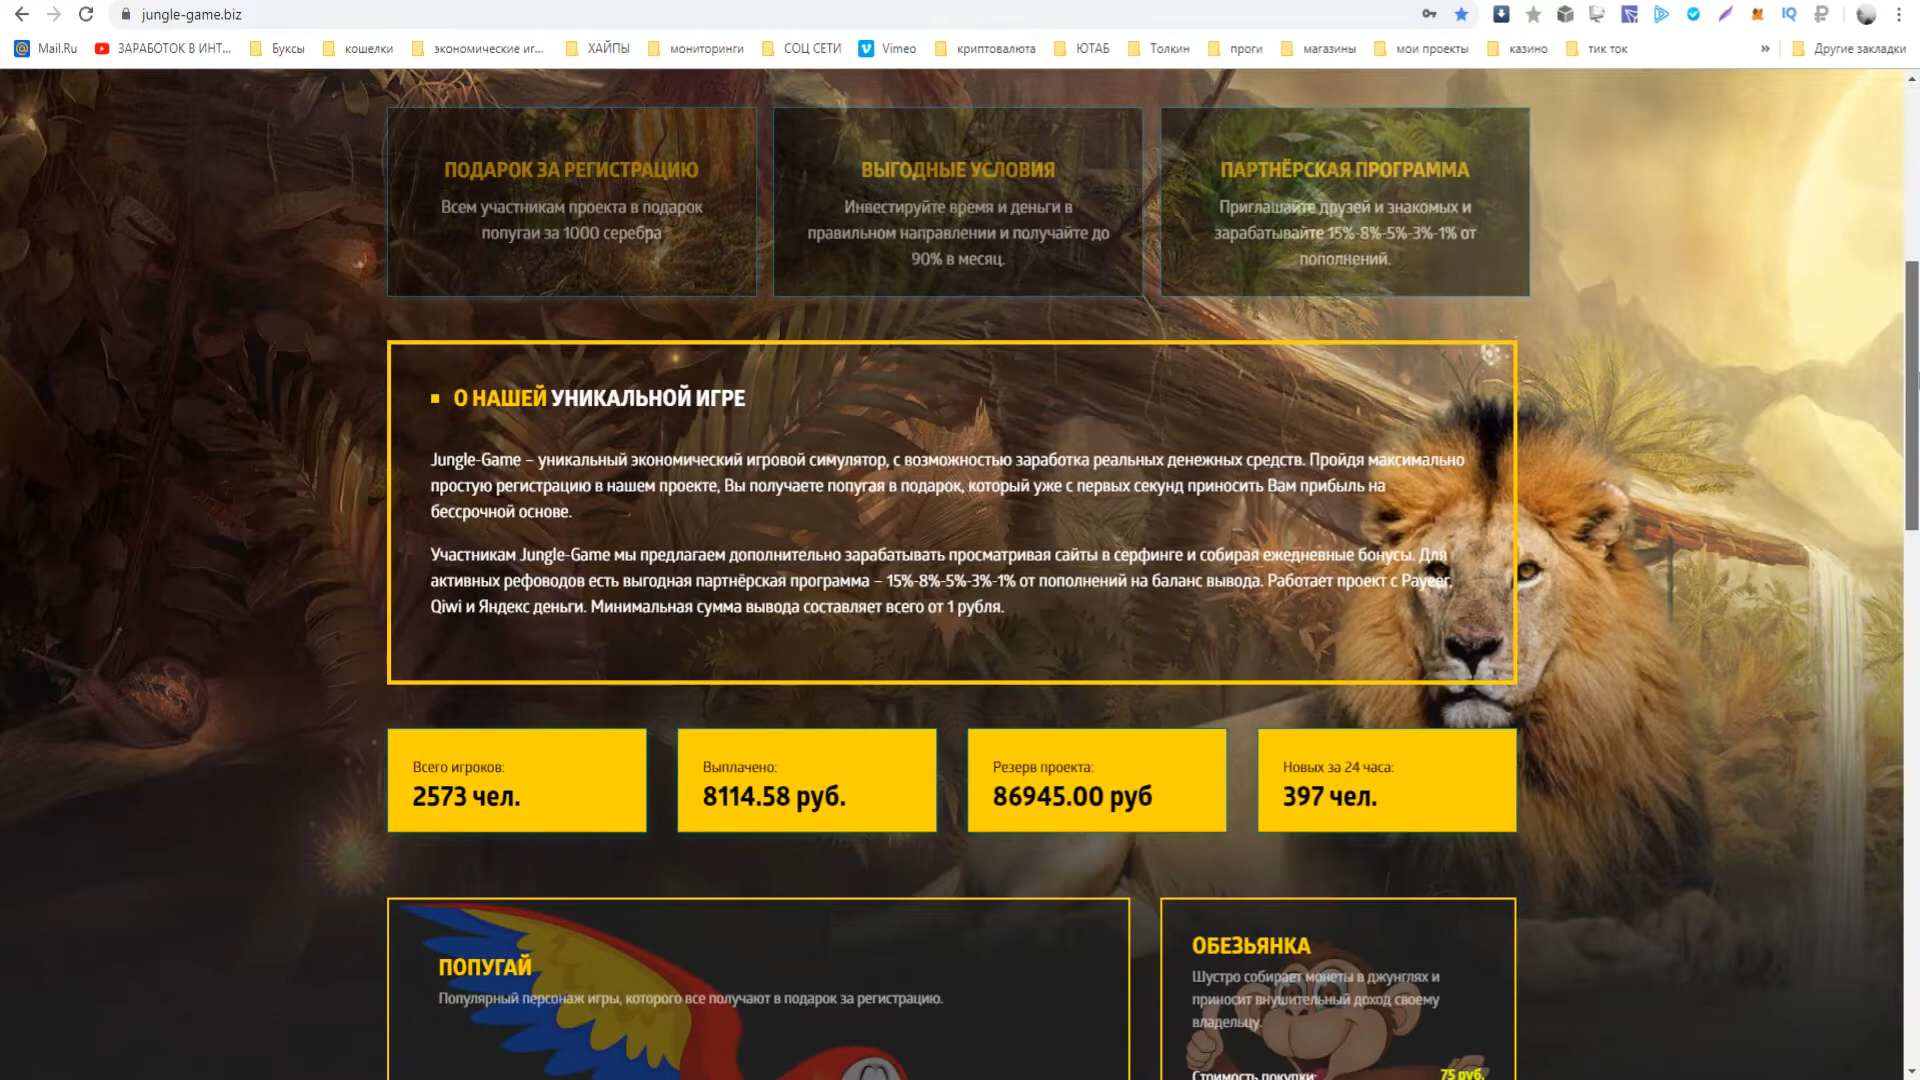 jungle-game.biz
Mail.Ru
ЗАРАБОТОК В ИНТ...
Буксы
кошелки
экономические иг...
ХАЙПЫ
мониторинги
СОЦ СЕТИ
Vimeo
криптовалюта
ЮТАБ
Толкин
проги
магазины
мои проекты
казино
тик ток
»
Другие закладки
ПОДАРОК ЗА РЕГИСТРАЦИЮ
Всем участникам проекта в подарок
попугаи за 1000 серебра
ВЫГОДНЫЕ УСЛОВИЯ
Инвестируйте время и деньги в
правильном направлении и получайте до
90% в месяц.
ПАРТНЁРСКАЯ ПРОГРАММА
Приглашайте друзей и знакомых и
зарабатывайте 15%-8%-5%-3%-1% от
пополнений.
О НАШЕЙ УНИКАЛЬНОЙ ИГРЕ
Jungle-Game – уникальный экономический игровой симулятор, с возможностью заработка реальных денежных средств. Пройдя максимально
простую регистрацию в нашем проекте, Вы получаете попугая в подарок, который уже с первых секунд приносить Вам прибыль на
бессрочной основе.
Участникам Jungle-Game мы предлагаем дополнительно зарабатывать просматривая сайты в серфинге и собирая ежедневные бонусы. Для
активных рефоводов есть выгодная партнёрская программа – 15%-8%-5%-3%-1% от пополнений на баланс вывода. Работает проект с Payeer,
Qiwi и Яндекс деньги. Минимальная сумма вывода составляет всего от 1 рубля.
Всего игроков:
2573 чел.
Выплачено:
8114.58 руб.
Резерв проекта:
86945.00 руб
Новых за 24 часа:
397 чел.
ПОПУГАЙ
Популярный персонаж игры, которого все получают в подарок за регистрацию.
ОБЕЗЬЯНКА
Шустро собирает монеты в джунглях и
приносит внушительный доход своему
владельцу.
Стоимость покупки: 75 руб.